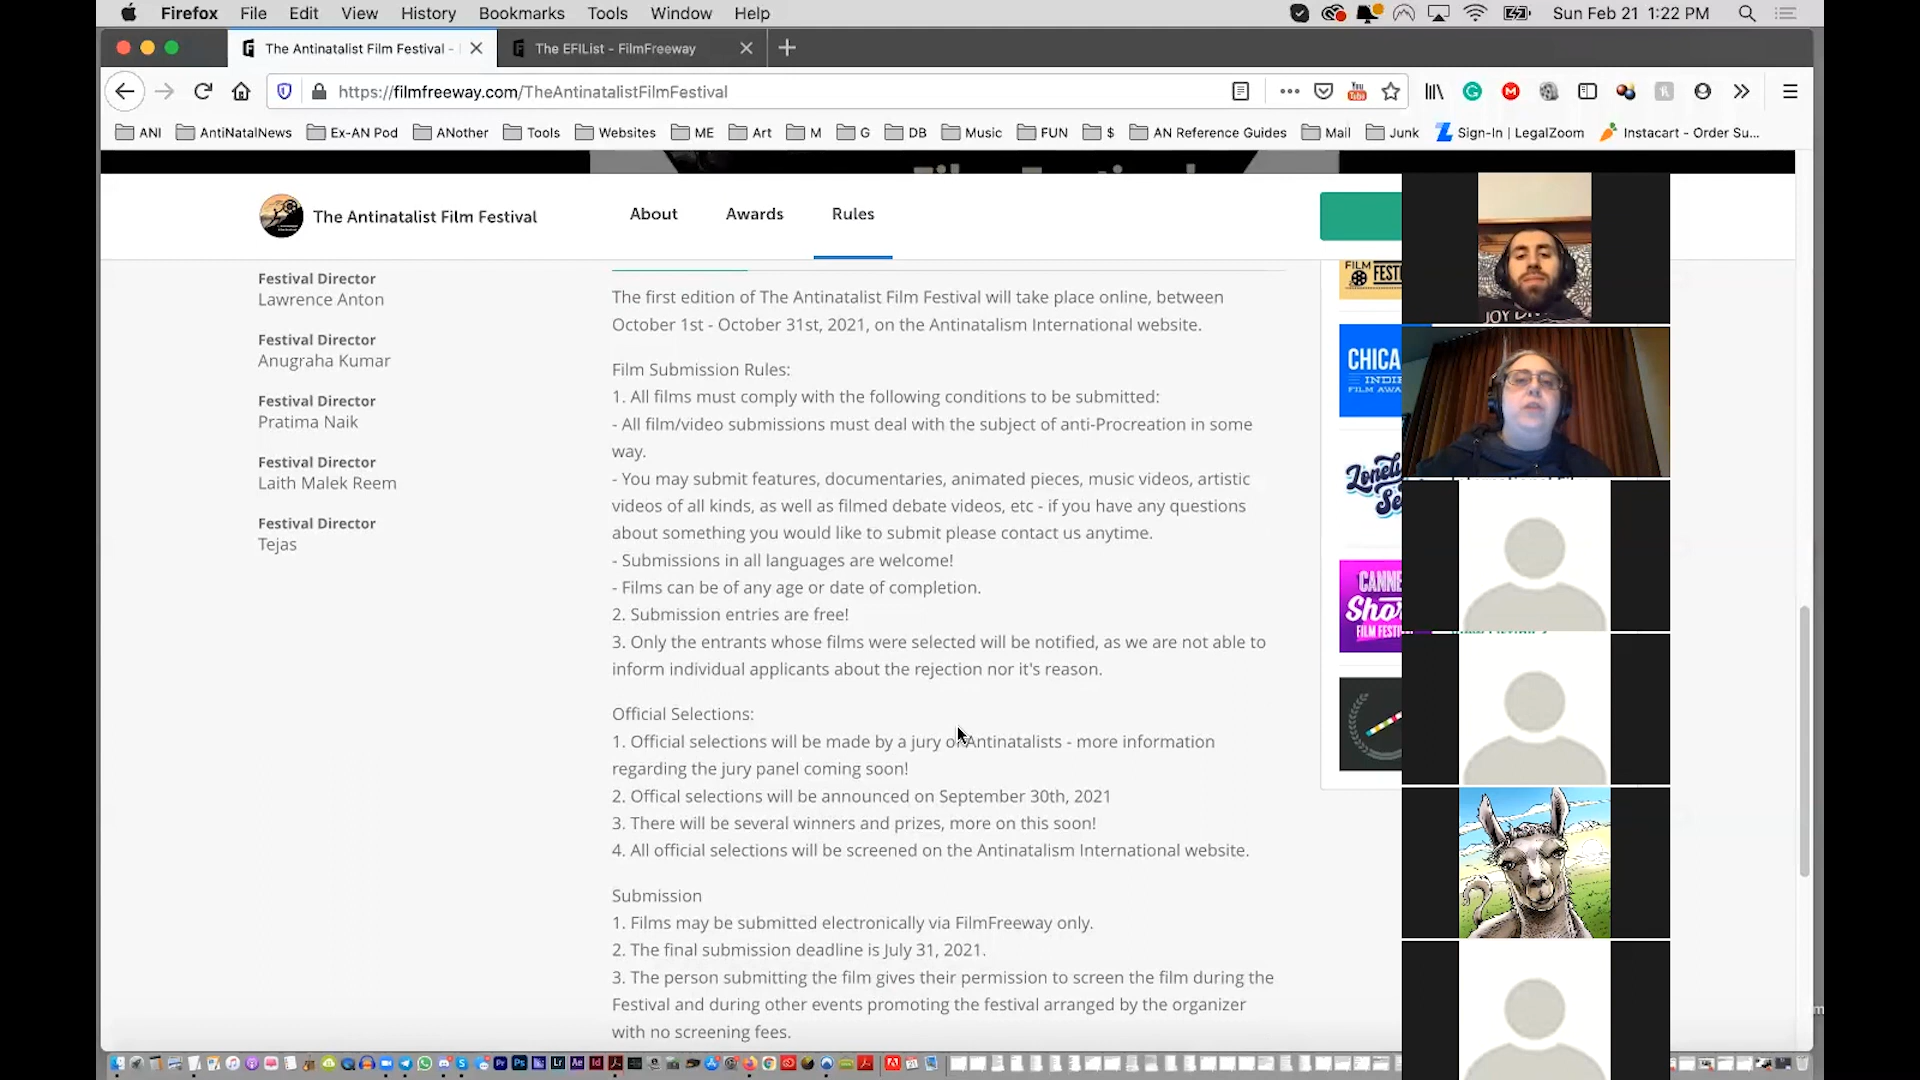 Firefox File Edit View History Bookmarks Tools Window Help Sun Feb 21 1:22 PM
The Antinatalist Film Festival - The EFIList - FilmFreeway
https://filmfreeway.com/TheAntinatalistFilmFestival
ANI AntiNatalNews Ex-AN Pod ANother Tools Websites ME Art M G DB Music FUN $ AN Reference Guides Mail Junk Sign-In | LegalZoom Instacart - Order Su...
The Antinatalist Film Festival About Awards Rules
Festival Director
Lawrence Anton
Festival Director
Anugraha Kumar
Festival Director
Pratima Naik
Festival Director
Laith Malek Reem
Festival Director
Tejas
The first edition of The Antinatalist Film Festival will take place online, between
October 1st - October 31st, 2021, on the Antinatalism International website.
Film Submission Rules:
1. All films must comply with the following conditions to be submitted:
- All film/video submissions must deal with the subject of anti-Procreation in some
way.
- You may submit features, documentaries, animated pieces, music videos, artistic
videos of all kinds, as well as filmed debate videos, etc - if you have any questions
about something you would like to submit please contact us anytime.
- Submissions in all languages are welcome!
- Films can be of any age or date of completion.
2. Submission entries are free!
3. Only the entrants whose films were selected will be notified, as we are not able to
inform individual applicants about the rejection nor it's reason.
Official Selections:
1. Official selections will be made by a jury of Antinatalists - more information
regarding the jury panel coming soon!
2. Offical selections will be announced on September 30th, 2021
3. There will be several winners and prizes, more on this soon!
4. All official selections will be screened on the Antinatalism International website.
Submission
1. Films may be submitted electronically via FilmFreeway only.
2. The final submission deadline is July 31, 2021.
3. The person submitting the film gives their permission to screen the film during the
Festival and during other events promoting the festival arranged by the organizer
with no screening fees.
FILM
FEST
CHICA
INDIE
FILM AWA
Lonely
Se
CANNE
Sho
FILM FESTI
JOY DI